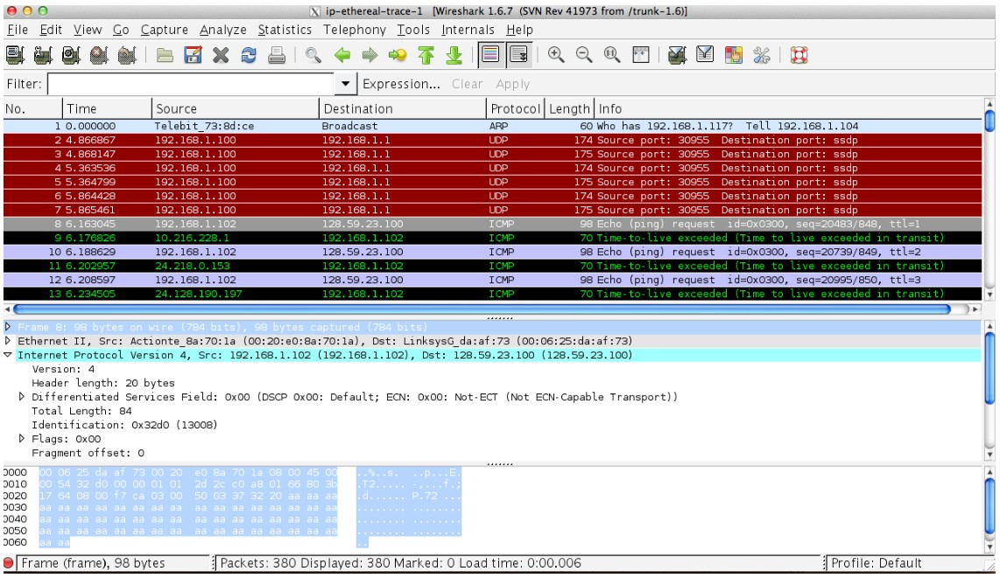 ip-ethereal-trace-1 [Wireshark 1.6.7 (SVN Rev 41973 from /trunk-1.6)]
File Edit View Go Capture Analyze Statistics Telephony Tools Internals Help
Filter: Expression... Clear Apply
No. Time Source Destination Protocol Length Info
1 0.000000 Telebit_73:8d:ce Broadcast ARP 60 Who has 192.168.1.117? Tell 192.168.1.104
2 4.866867 192.168.1.100 192.168.1.1 UDP 174 Source port: 30955 Destination port: ssdp
3 4.868147 192.168.1.100 192.168.1.1 UDP 175 Source port: 30955 Destination port: ssdp
4 5.363536 192.168.1.100 192.168.1.1 UDP 174 Source port: 30955 Destination port: ssdp
5 5.364799 192.168.1.100 192.168.1.1 UDP 175 Source port: 30955 Destination port: ssdp
6 5.864428 192.168.1.100 192.168.1.1 UDP 174 Source port: 30955 Destination port: ssdp
7 5.865461 192.168.1.100 192.168.1.1 UDP 175 Source port: 30955 Destination port: ssdp
8 6.163045 192.168.1.102 128.59.23.100 ICMP 98 Echo (ping) request id=0x0300, seq=20483/848, ttl=1
9 6.176826 10.216.228.1 192.168.1.102 ICMP 70 Time-to-live exceeded (Time to live exceeded in transit)
10 6.188629 192.168.1.102 128.59.23.100 ICMP 98 Echo (ping) request id=0x0300, seq=20739/849, ttl=2
11 6.202957 24.218.0.153 192.168.1.102 ICMP 70 Time-to-live exceeded (Time to live exceeded in transit)
12 6.208597 192.168.1.102 128.59.23.100 ICMP 98 Echo (ping) request id=0x0300, seq=20995/850, ttl=3
13 6.234505 24.128.190.197 192.168.1.102 ICMP 70 Time-to-live exceeded (Time to live exceeded in transit)
Frame 8: 98 bytes on wire (784 bits), 98 bytes captured (784 bits)
Ethernet II, Src: Actionte_8a:70:1a (00:20:e0:8a:70:1a), Dst: LinksysG_da:af:73 (00:06:25:da:af:73)
Internet Protocol Version 4, Src: 192.168.1.102 (192.168.1.102), Dst: 128.59.23.100 (128.59.23.100)
Version: 4
Header length: 20 bytes
Differentiated Services Field: 0x00 (DSCP 0x00: Default; ECN: 0x00: Not-ECT (Not ECN-Capable Transport))
Total Length: 84
Identification: 0x32d0 (13008)
Flags: 0x00
Fragment offset: 0
0000 00 06 25 da af 73 00 20 e0 8a 70 1a 08 00 45 00 ..%..s. ..p...E.
0010 00 54 32 d0 00 00 01 01 2d 2c c0 a8 01 66 80 3b .T2..... -,...f.;
0020 17 64 08 00 f7 ca 03 00 50 03 37 32 20 aa aa aa .d...... P.72 ...
0030 aa aa aa aa aa aa aa aa aa aa aa aa aa aa aa aa ........ ........
0040 aa aa aa aa aa aa aa aa aa aa aa aa aa aa aa aa ........ ........
0050 aa aa aa aa aa aa aa aa aa aa aa aa aa aa aa aa ........ ........
0060 aa aa ..
Frame (frame), 98 bytes Packets: 380 Displayed: 380 Marked: 0 Load time: 0:00.006 Profile: Default